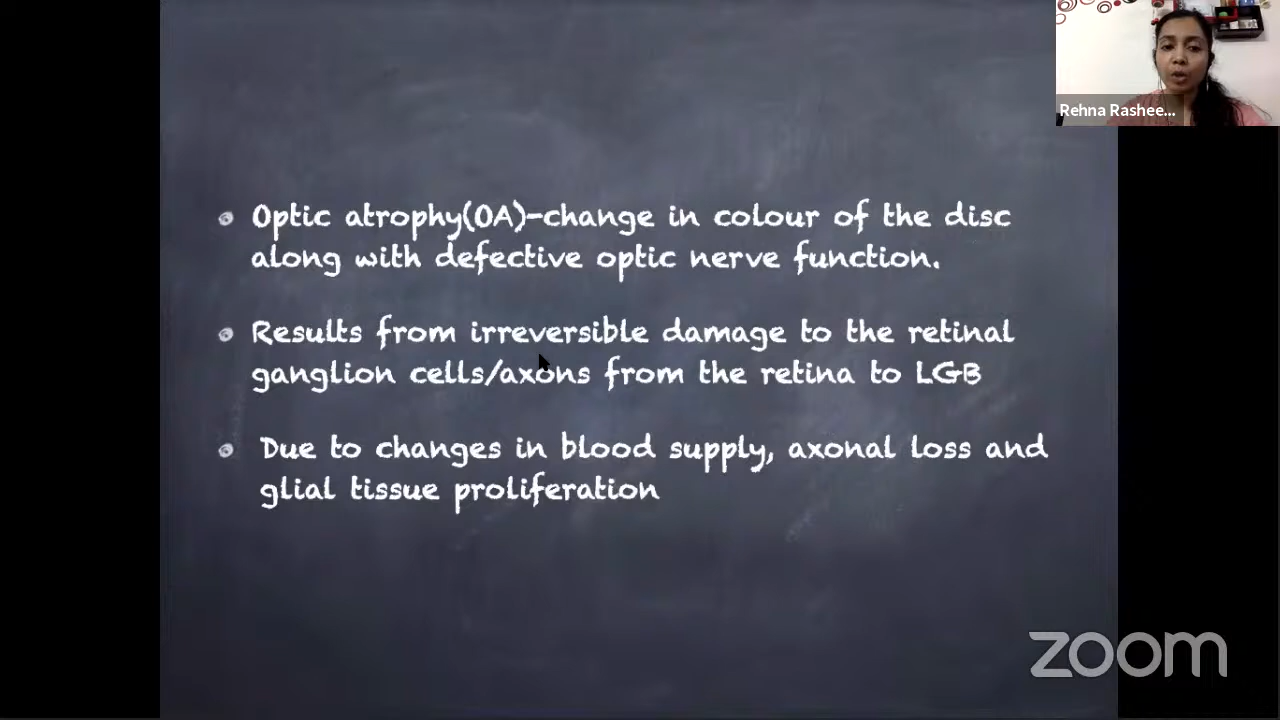 Rehna Rashee...
Optic atrophy(OA)-change in colour of the disc
along with defective optic nerve function.
Results from irreversible damage to the retinal
ganglion cells/axons from the retina to LGB
Due to changes in blood supply, axonal loss and
glial tissue proliferation
zoom